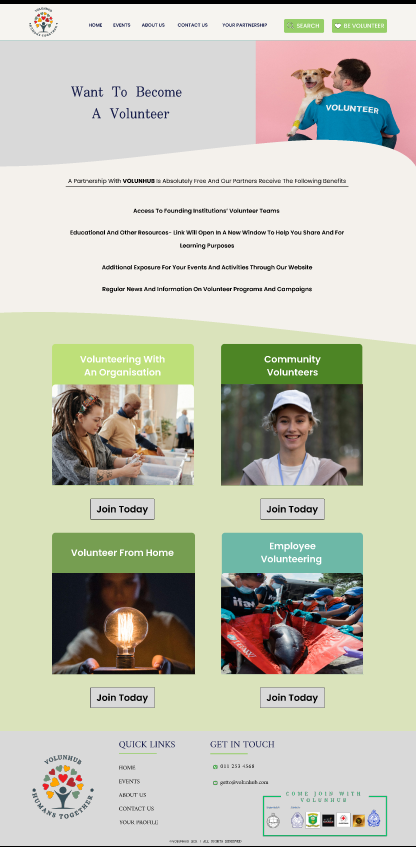 VOLUNHUB
HUMANS TOGETHER
HOME EVENTS ABOUT US CONTACT US YOUR PARTNERSHIP SEARCH BE VOLUNTEER
Want To Become
A Volunteer
VOLUNTEER
A Partnership With VOLUNHUB Is Absolutely Free And Our Partners Receive The Following Benefits
Access To Founding Institutions' Volunteer Teams
Educational And Other Resources- Link Will Open In A New Window To Help You Share And For
Learning Purposes
Additional Exposure For Your Events And Activities Through Our Website
Regular News And Information On Volunteer Programs And Campaigns
Volunteering With
An Organisation
Community
Volunteers
Join Today
Join Today
Volunteer From Home
Employee
Volunteering
Join Today
Join Today
VOLUNHUB
HUMANS TOGETHER
QUICK LINKS
HOME
EVENTS
ABOUT US
CONTACT US
YOUR PROFILE
GET IN TOUCH
011 233 4568
getto@volunhub.com
COME JOIN WITH
VOLUNHUB
ALL RIGHTS RESERVED